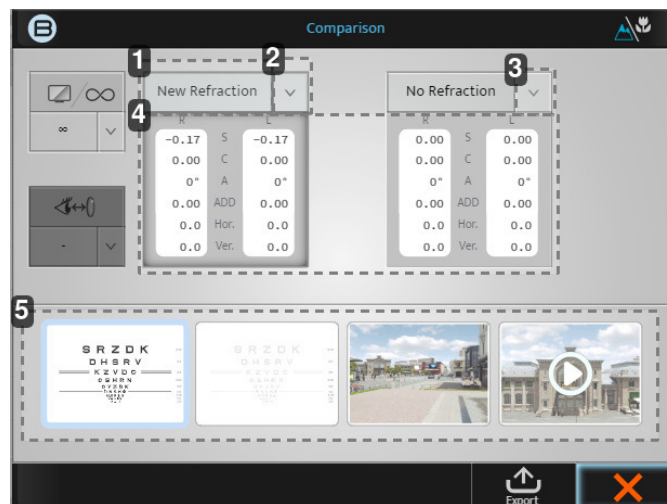 B Comparison
1 2 3
New Refraction No Refraction
4
R L R L
∞
-0.17 S -0.17 0.00 S 0.00
0.00 C 0.00 0.00 C 0.00
0° A 0° 0° A 0°
0.00 ADD 0.00 0.00 ADD 0.00
0.0 Hor. 0.0 0.0 Hor. 0.0
- 0.0 Ver. 0.0 0.0 Ver. 0.0
5
S R Z D K S R Z D K
D H S R V D H S R V
K Z V D C
Export